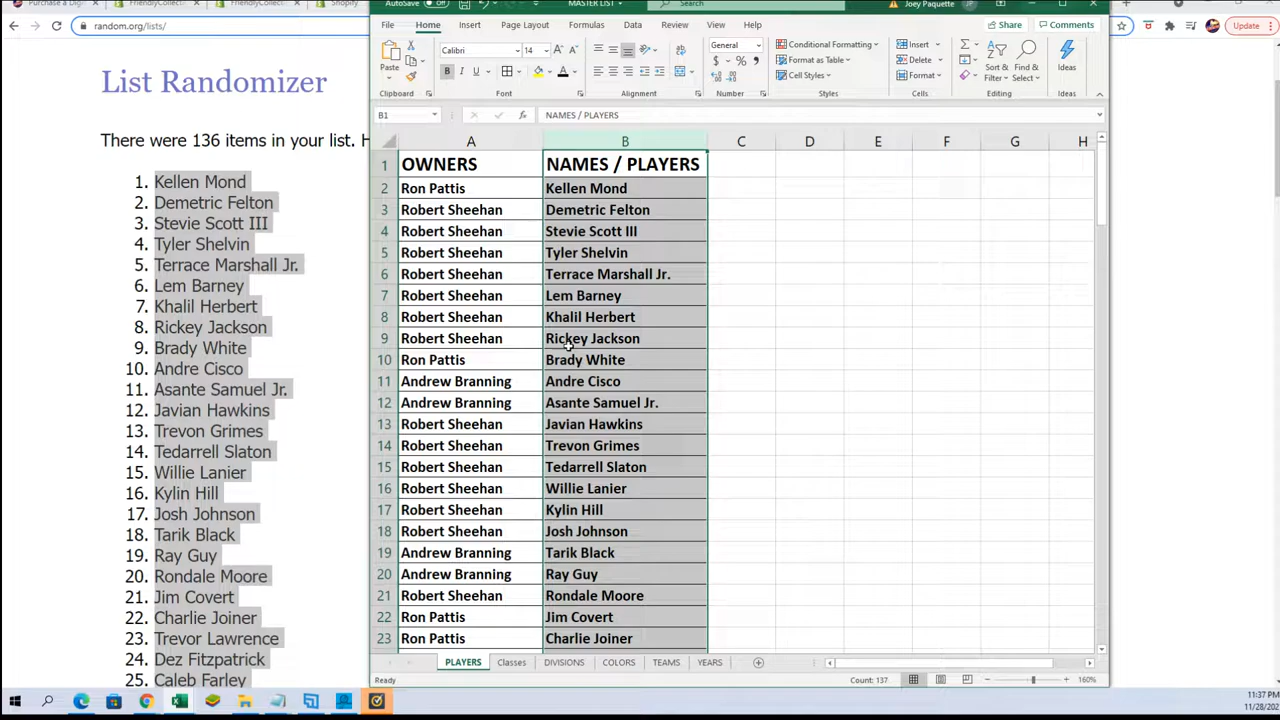 Purchase a Dig
FriendlyCollect
FriendlyCollect
Shopify
random.org/lists/
Update
List Randomizer
There were 136 items in your list. H
1. Kellen Mond
2. Demetric Felton
3. Stevie Scott III
4. Tyler Shelvin
5. Terrace Marshall Jr.
6. Lem Barney
7. Khalil Herbert
8. Rickey Jackson
9. Brady White
10. Andre Cisco
11. Asante Samuel Jr.
12. Javian Hawkins
13. Trevon Grimes
14. Tedarrell Slaton
15. Willie Lanier
16. Kylin Hill
17. Josh Johnson
18. Tarik Black
19. Ray Guy
20. Rondale Moore
21. Jim Covert
22. Charlie Joiner
23. Trevor Lawrence
24. Dez Fitzpatrick
25. Caleb Farley
AutoSave
MASTER LIST
Search
Joey Paquette
File Home Insert Page Layout Formulas Data Review View Help
Share Comments
Paste
Clipboard
Calibri 14
B I U
Font
Alignment
General
$ % ,
Number
Conditional Formatting
Format as Table
Cell Styles
Styles
Insert
Delete
Format
Cells
Sort & Filter
Find & Select
Editing
Ideas
Ideas
B1 fx NAMES / PLAYERS
A B C D E F G H
1 OWNERS NAMES / PLAYERS
2 Ron Pattis Kellen Mond
3 Robert Sheehan Demetric Felton
4 Robert Sheehan Stevie Scott III
5 Robert Sheehan Tyler Shelvin
6 Robert Sheehan Terrace Marshall Jr.
7 Robert Sheehan Lem Barney
8 Robert Sheehan Khalil Herbert
9 Robert Sheehan Rickey Jackson
10 Ron Pattis Brady White
11 Andrew Branning Andre Cisco
12 Andrew Branning Asante Samuel Jr.
13 Robert Sheehan Javian Hawkins
14 Robert Sheehan Trevon Grimes
15 Robert Sheehan Tedarrell Slaton
16 Robert Sheehan Willie Lanier
17 Robert Sheehan Kylin Hill
18 Robert Sheehan Josh Johnson
19 Andrew Branning Tarik Black
20 Andrew Branning Ray Guy
21 Robert Sheehan Rondale Moore
22 Ron Pattis Jim Covert
23 Ron Pattis Charlie Joiner
PLAYERS Classes DIVISIONS COLORS TEAMS YEARS
Ready
Count: 137
160%
11:37 PM
11/28/202